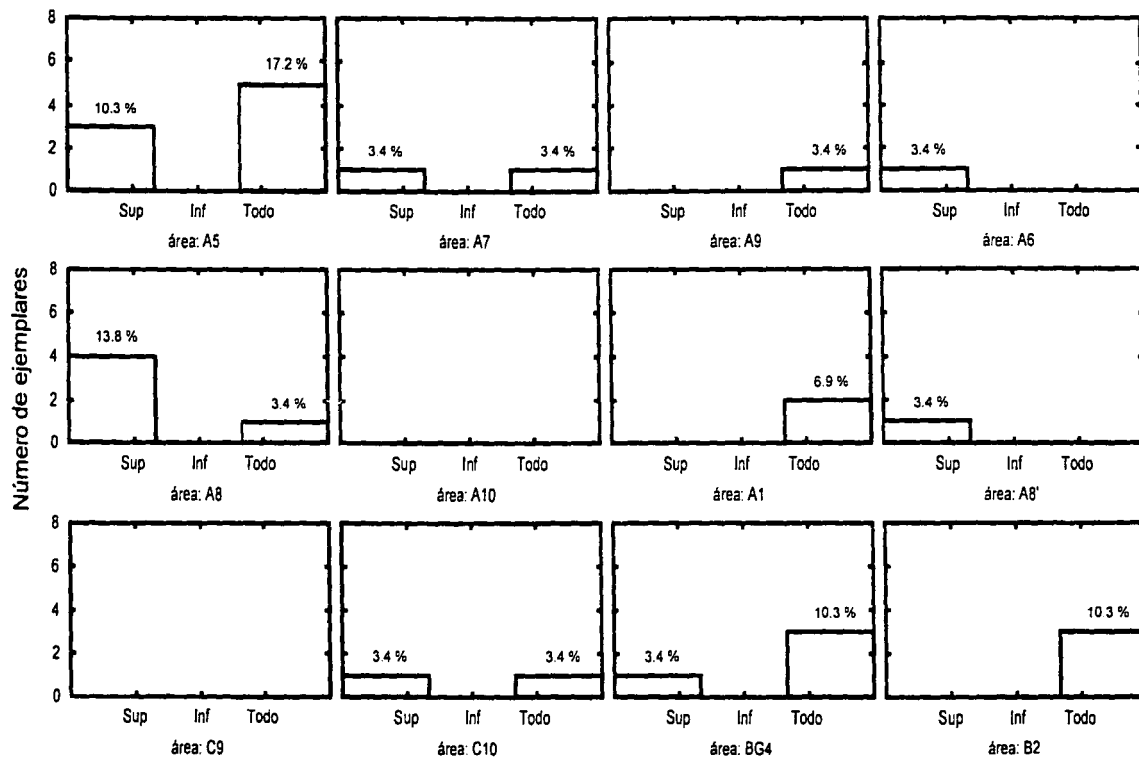 8
6
4
2
0
17.2 %
10.3 %
Sup Inf Todo
área: A5
3.4 % 3.4 %
Sup Inf Todo
área: A7
3.4 %
Sup Inf Todo
área: A9
3.4 %
Sup Inf Todo
área: A6
Número de ejemplares
8
6
4
2
0
13.8 %
3.4 %
Sup Inf Todo
área: A8
Sup Inf Todo
área: A10
6.9 %
Sup Inf Todo
área: A1
3.4 %
Sup Inf Todo
área: A8'
8
6
4
2
0
Sup Inf Todo
área: C9
3.4 % 3.4 %
Sup Inf Todo
área: C10
10.3 %
3.4 %
Sup Inf Todo
área: BG4
10.3 %
Sup Inf Todo
área: B2